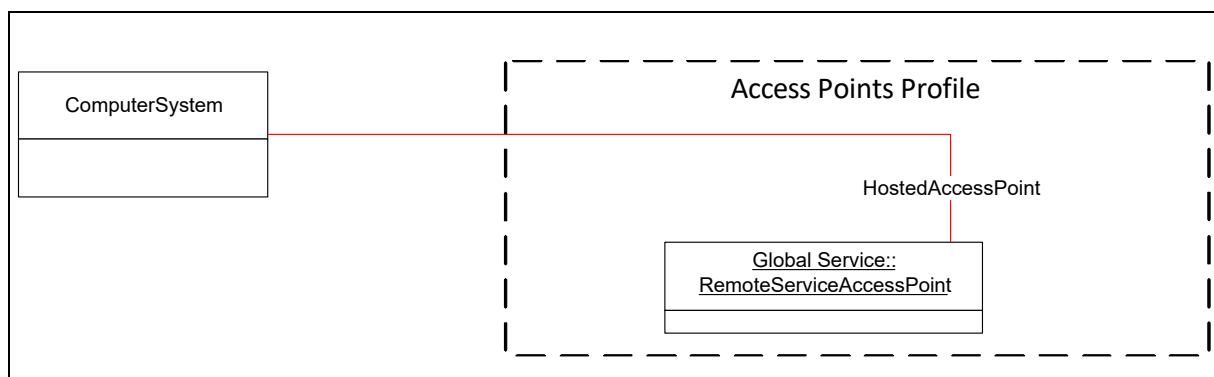 Access Points Profile
ComputerSystem
HostedAccessPoint
Global Service::
RemoteServiceAccessPoint